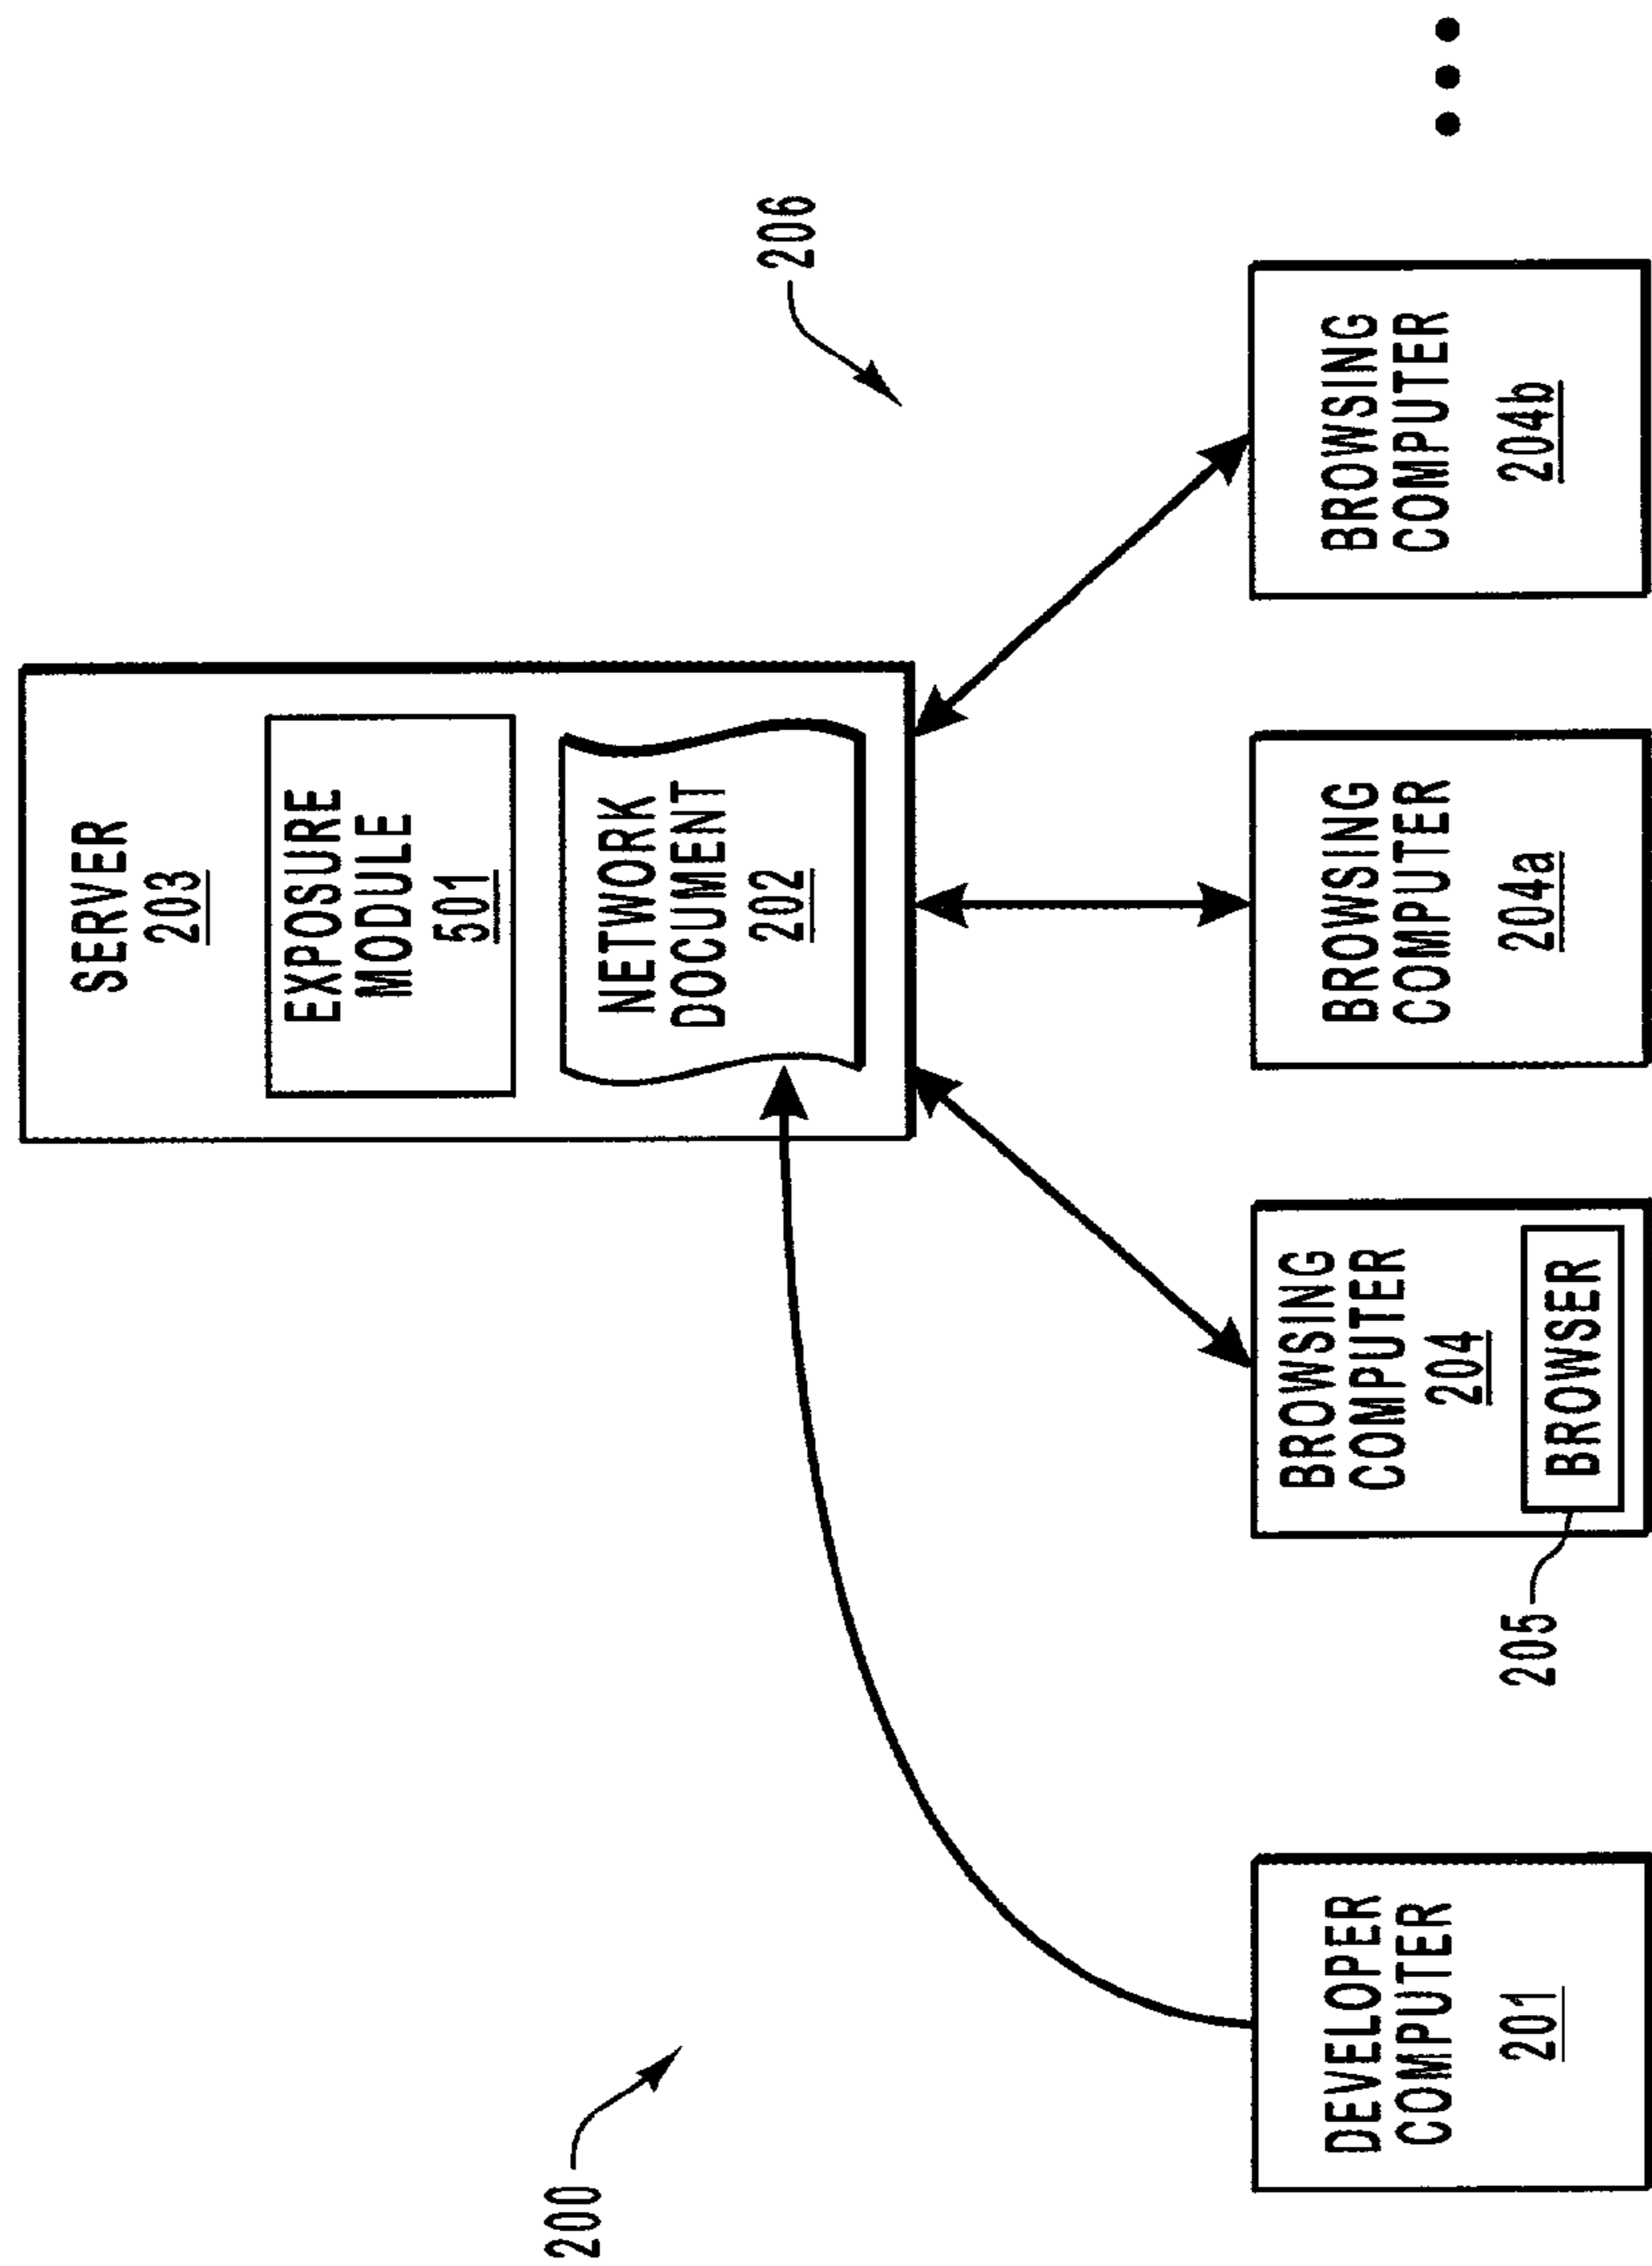 200
SERVER
203
EXPOSURE
MODULE
501
NETWORK
DOCUMENT
202
206
DEVELOPER
COMPUTER
201
205
BROWSING
COMPUTER
204
BROWSER
BROWSING
COMPUTER
204a
BROWSING
COMPUTER
204b